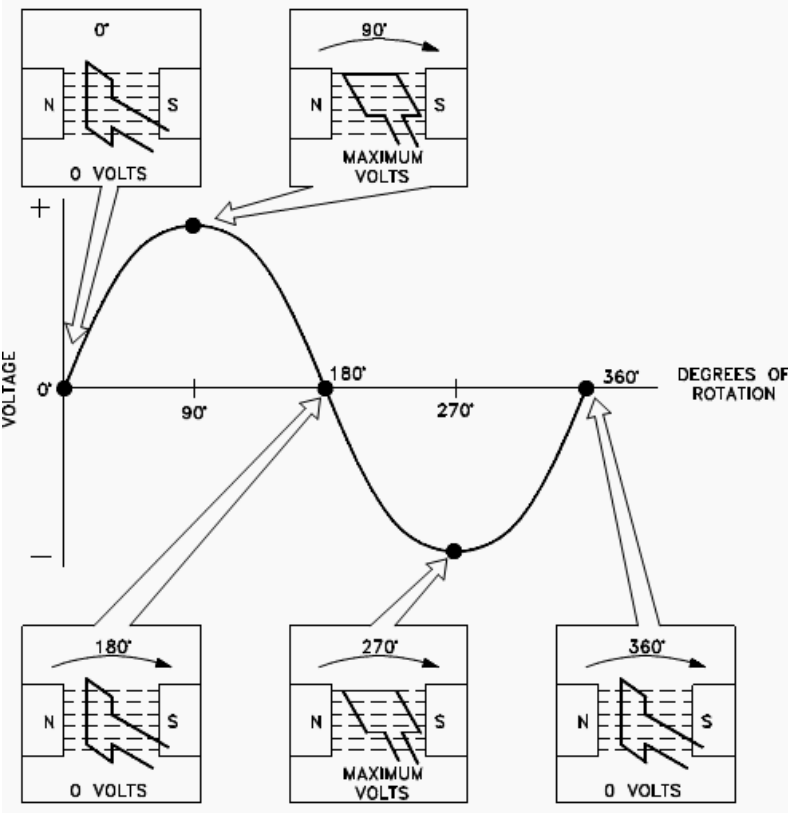 0°
N
S
0 VOLTS
90°
N
S
MAXIMUM
VOLTS
+
VOLTAGE
0°
90°
180°
270°
360°
DEGREES OF
ROTATION
—
180°
N
S
0 VOLTS
270°
N
S
MAXIMUM
VOLTS
360°
N
S
0 VOLTS